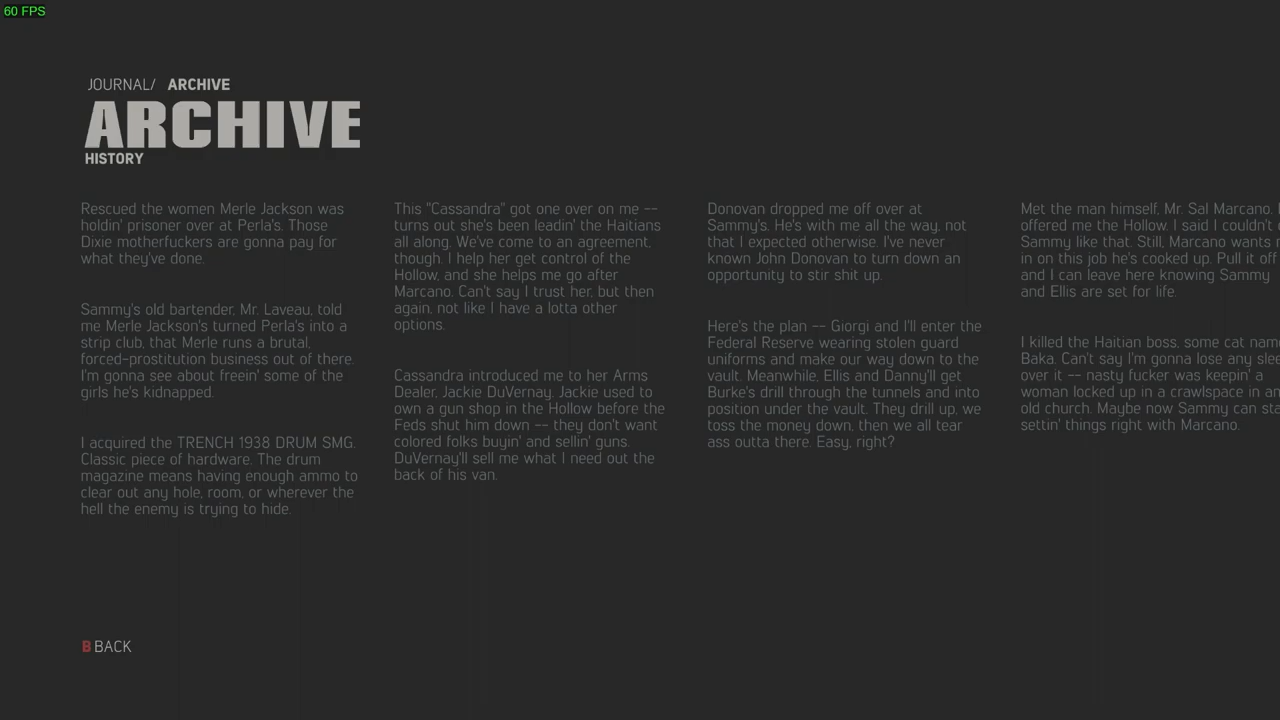 60 FPS
JOURNAL/ ARCHIVE
ARCHIVE
HISTORY
Rescued the women Merle Jackson was
holdin' prisoner over at Perla's. Those
Dixie motherfuckers are gonna pay for
what they've done.
Sammy's old bartender, Mr. Laveau, told
me Merle Jackson's turned Perla's into a
strip club, that Merle runs a brutal,
forced-prostitution business out of there.
I'm gonna see about freein' some of the
girls he's kidnapped.
I acquired the TRENCH 1938 DRUM SMG.
Classic piece of hardware. The drum
magazine means having enough ammo to
clear out any hole, room, or wherever the
hell the enemy is trying to hide.
This "Cassandra" got one over on me --
turns out she's been leadin' the Haitians
all along. We've come to an agreement,
though. I help her get control of the
Hollow, and she helps me go after
Marcano. Can't say I trust her, but then
again, not like I have a lotta other
options.
Cassandra introduced me to her Arms
Dealer, Jackie DuVernay. Jackie used to
own a gun shop in the Hollow before the
Feds shut him down -- they don't want
colored folks buyin' and sellin' guns.
DuVernay'll sell me what I need out the
back of his van.
Donovan dropped me off over at
Sammy's. He's with me all the way, not
that I expected otherwise. I've never
known John Donovan to turn down an
opportunity to stir shit up.
Here's the plan -- Giorgi and I'll enter the
Federal Reserve wearing stolen guard
uniforms and make our way down to the
vault. Meanwhile, Ellis and Danny'll get
Burke's drill through the tunnels and into
position under the vault. They drill up, we
toss the money down, then we all tear
ass outta there. Easy, right?
Met the man himself, Mr. Sal Marcano.
offered me the Hollow. I said I couldn't
Sammy like that. Still, Marcano wants
in on this job he's cooked up. Pull it off
and I can leave here knowing Sammy
and Ellis are set for life.
I killed the Haitian boss, some cat
Baka. Can't say I'm gonna lose any
over it -- nasty fucker was keepin' a
woman locked up in a crawlspace in
old church. Maybe now Sammy can
settin' things right with Marcano.
B BACK